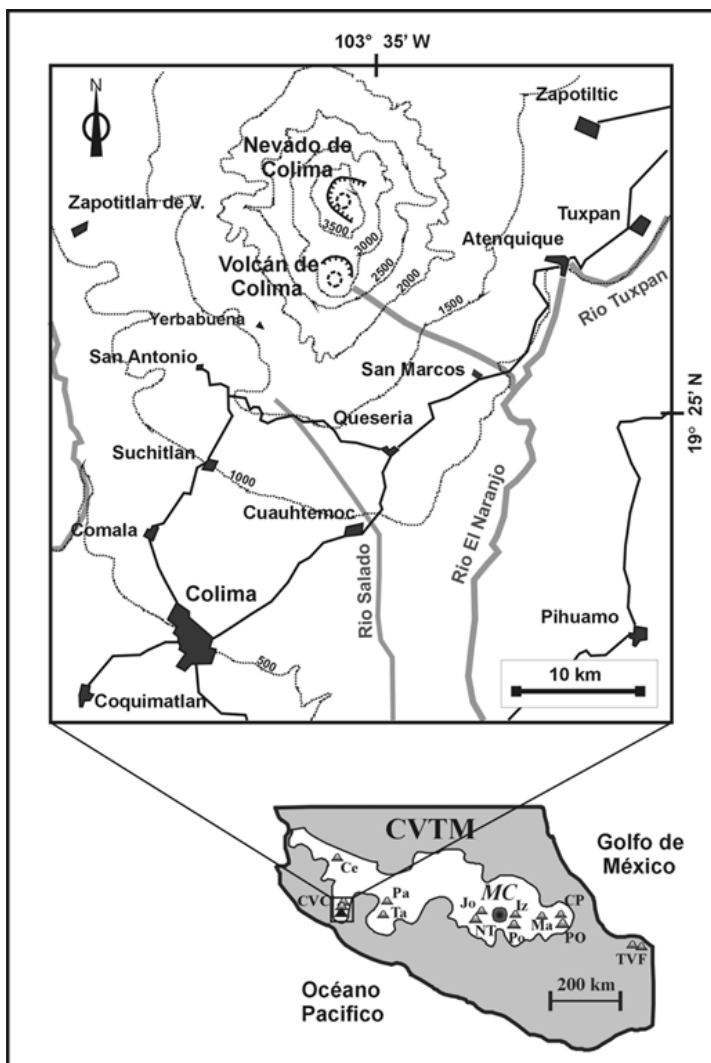 103° 35' W
N
Zapotiltic
Nevado de
Colima
Zapotitlan de V.
Tuxpan
3500
3000
Atenquique
Volcán de
Colima
2500
2000
Rio Tuxpan
1500
Yerbabuena
San Antonio
San Marcos
19° 25' N
Queseria
Suchitlan
1000
Cuauhtemoc
Comala
Rio El Naranjo
Colima
Rio Salado
Pihuamo
500
10 km
Coquimatlan
CVTM
Golfo de
México
Ce
CVC
Pa
MC
Jo
Iz
CP
Ta
NT
Po
Ma
PO
TVF
200 km
Océano
Pacifico